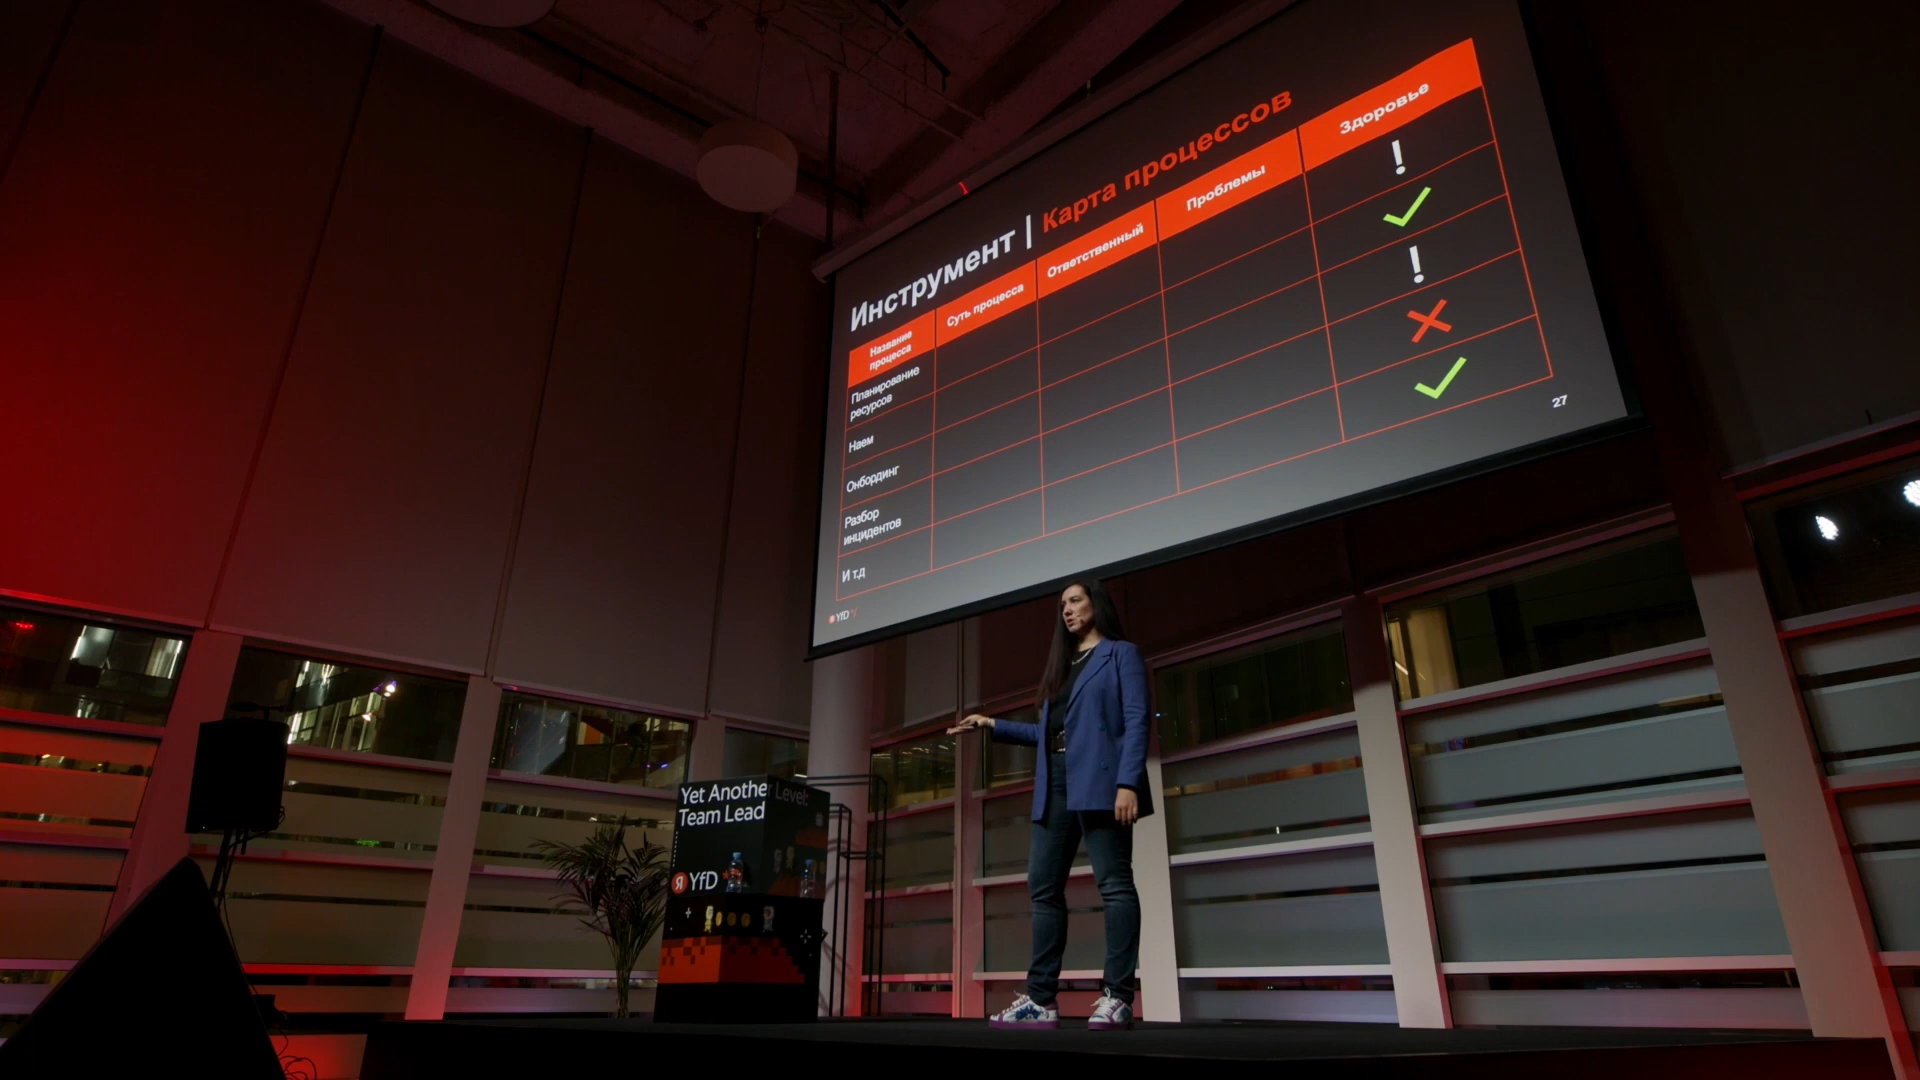 Инструмент | Карта процессов
Название
процесса
Суть процесса
Ответственный
Проблемы
Здоровье
Планирование
ресурсов
!
Наем
✓
Онбординг
!
Разбор
инцидентов
✕
И т.д
✓
27
Я YfD
Yet Another Level:
Team Lead
Я YfD